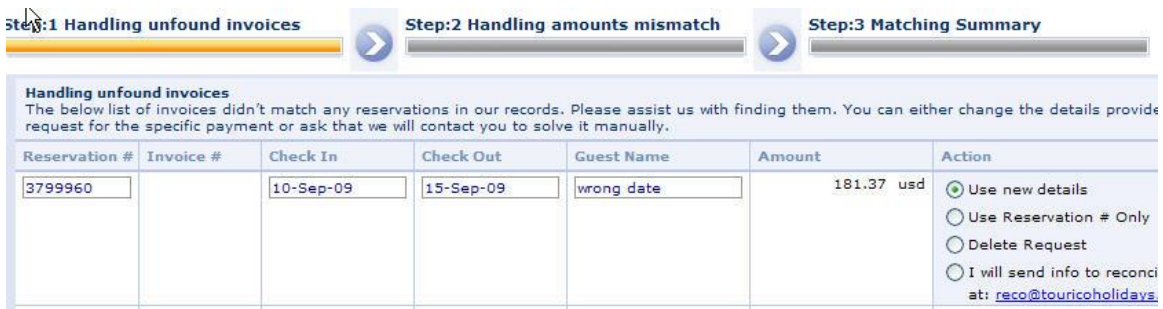 Step:1 Handling unfound invoices Step:2 Handling amounts mismatch Step:3 Matching Summary
Handling unfound invoices
The below list of invoices didn't match any reservations in our records. Please assist us with finding them. You can either change the details provide
request for the specific payment or ask that we will contact you to solve it manually.
Reservation # Invoice # Check In Check Out Guest Name Amount Action
3799960 10-Sep-09 15-Sep-09 wrong date 181.37 usd Use new details
Use Reservation # Only
Delete Request
I will send info to reconci
at: reco@touricoholidays.